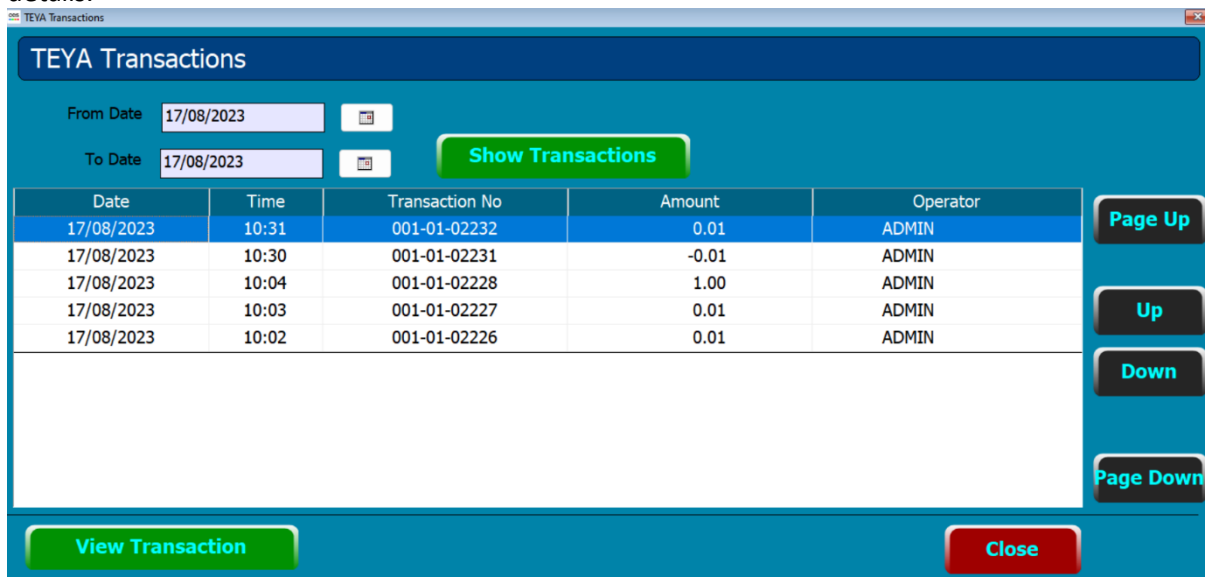 TEYA Transactions
TEYA Transactions
From Date 17/08/2023
To Date 17/08/2023
Show Transactions
Date Time Transaction No Amount Operator
17/08/2023 10:31 001-01-02232 0.01 ADMIN
17/08/2023 10:30 001-01-02231 -0.01 ADMIN
17/08/2023 10:04 001-01-02228 1.00 ADMIN
17/08/2023 10:03 001-01-02227 0.01 ADMIN
17/08/2023 10:02 001-01-02226 0.01 ADMIN
Page Up
Up
Down
Page Down
View Transaction
Close